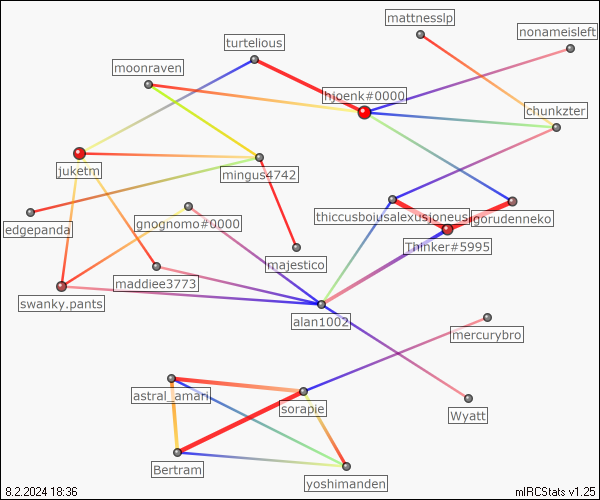 mattnesslp
nonameisleft
turtelious
moonraven
hjoenk#0000
chunkzter
juketm
mingus4742
edgepanda
gnognomo#0000
thiccusboiusalexusjoneus
gorudenneko
Thinker#5995
majestico
maddiee3773
swanky.pants
alan1002
mercurybro
astral_amari
sorapie
Wyatt
Bertram
yoshimanden
8.2.2024 18:36
mIRCStats v1.25